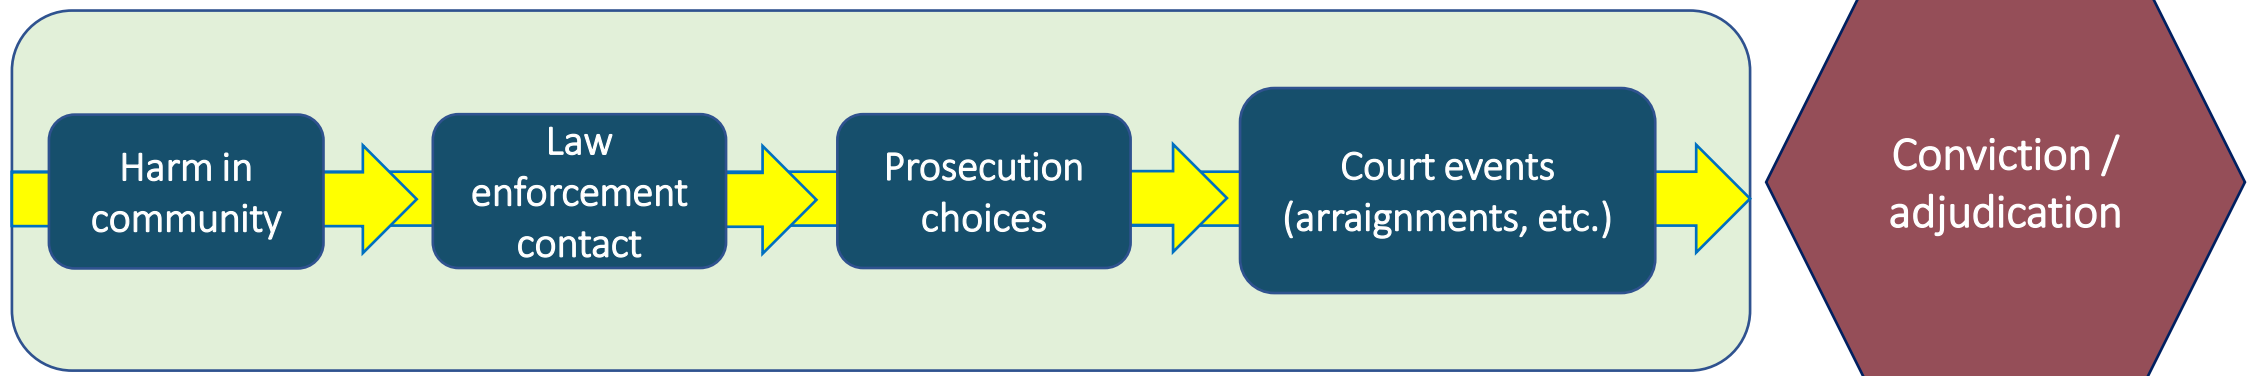 Harm in
community
Law
enforcement
contact
Prosecution
choices
Court events
(arraignments, etc.)
Conviction /
adjudication